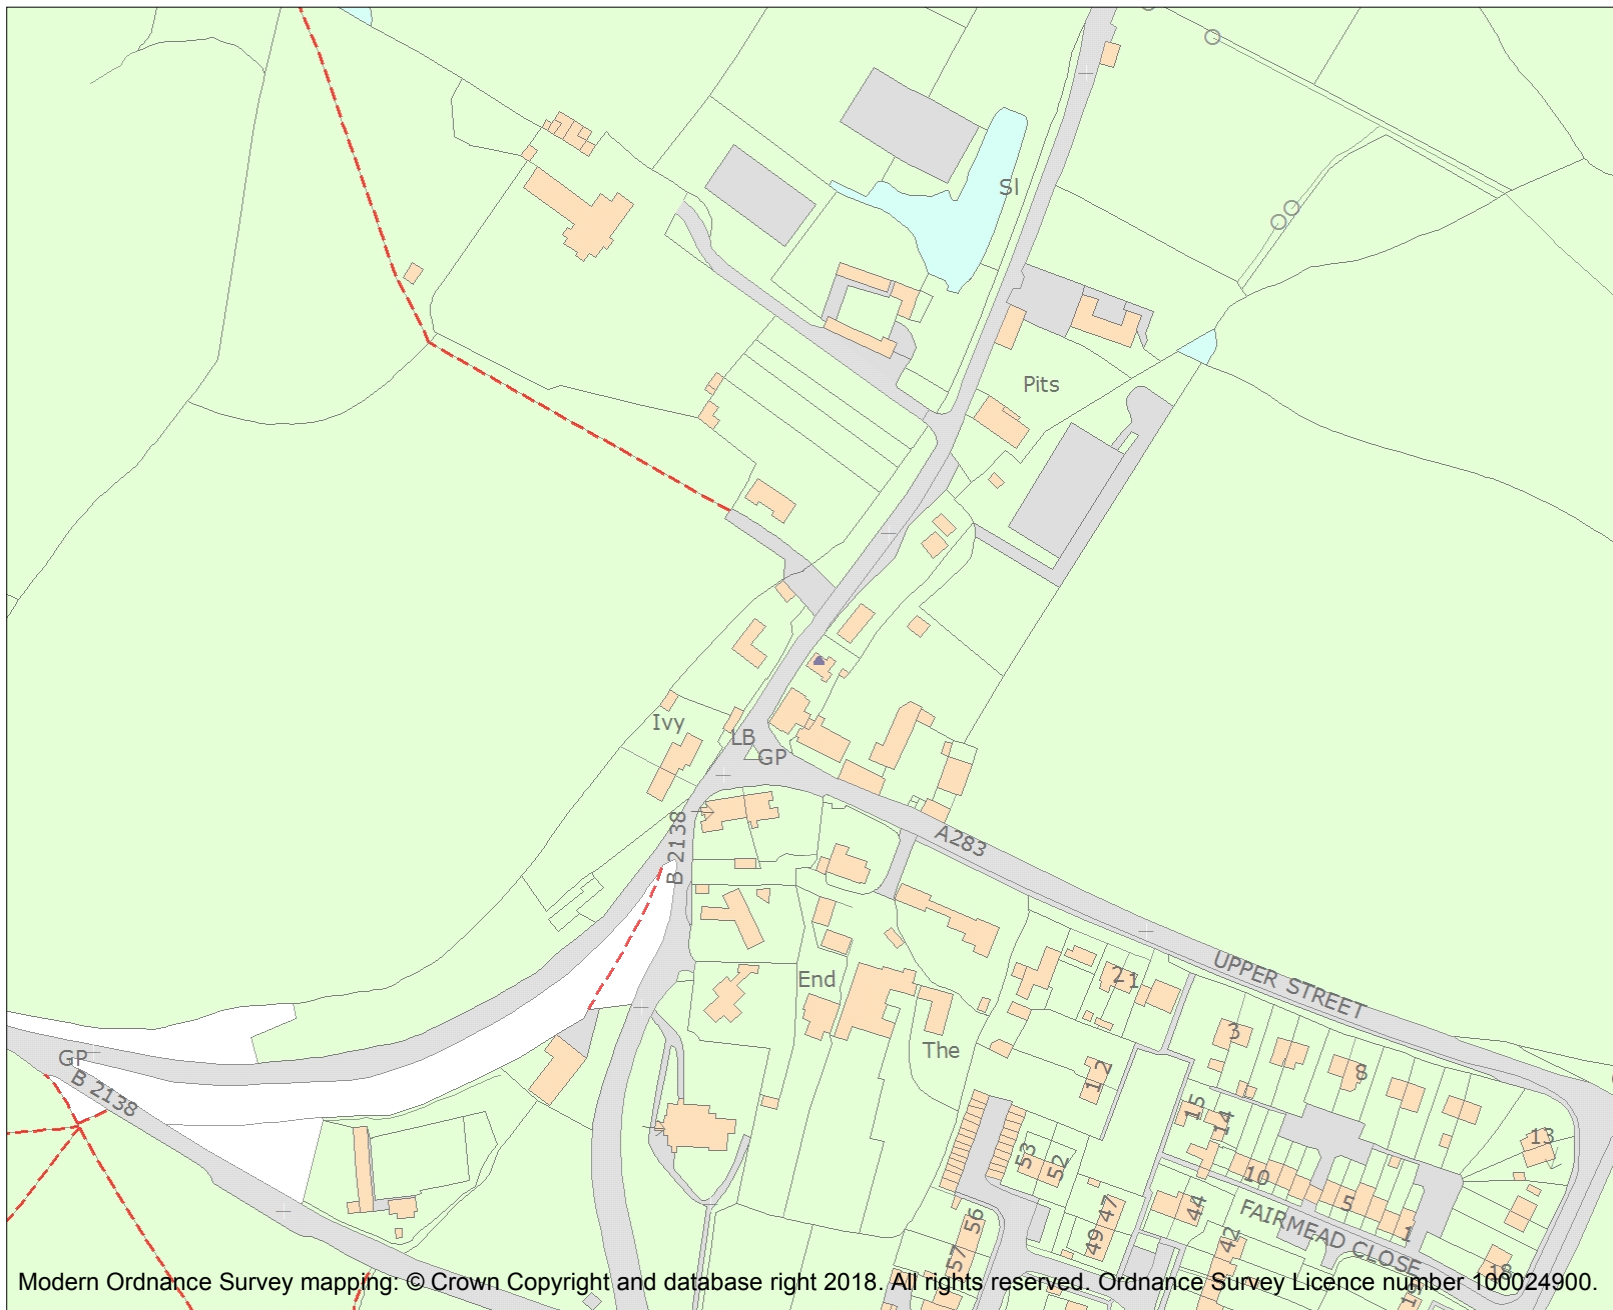 Sl
Pits
Ivy
LB
GP
B 2138
A283
UPPER STREET
21
End
The
3
8
12
GP
B 2138
15
14
13
53
52
10
5
1
47
44
FAIRMEAD CLOSE
56
49
42
57
18
19
Modern Ordnance Survey mapping: © Crown Copyright and database right 2018. All rights reserved. Ordnance Survey Licence number 100024900.